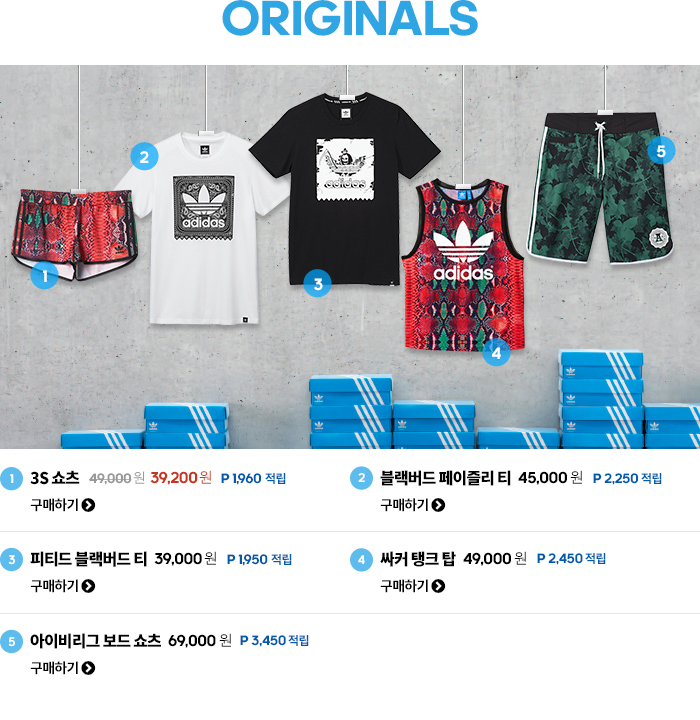 ORIGINALS
2
5
1
3
4
adidas
adidas
adidas
1 3S 쇼츠 49,000 원 39,200 원 P 1,960 적립
구매하기
2 블랙버드 페이즐리 티 45,000 원 P 2,250 적립
구매하기
3 피티드 블랙버드 티 39,000 원 P 1,950 적립
구매하기
4 싸커 탱크 탑 49,000 원 P 2,450 적립
구매하기
5 아이비리그 보드 쇼츠 69,000 원 P 3,450 적립
구매하기